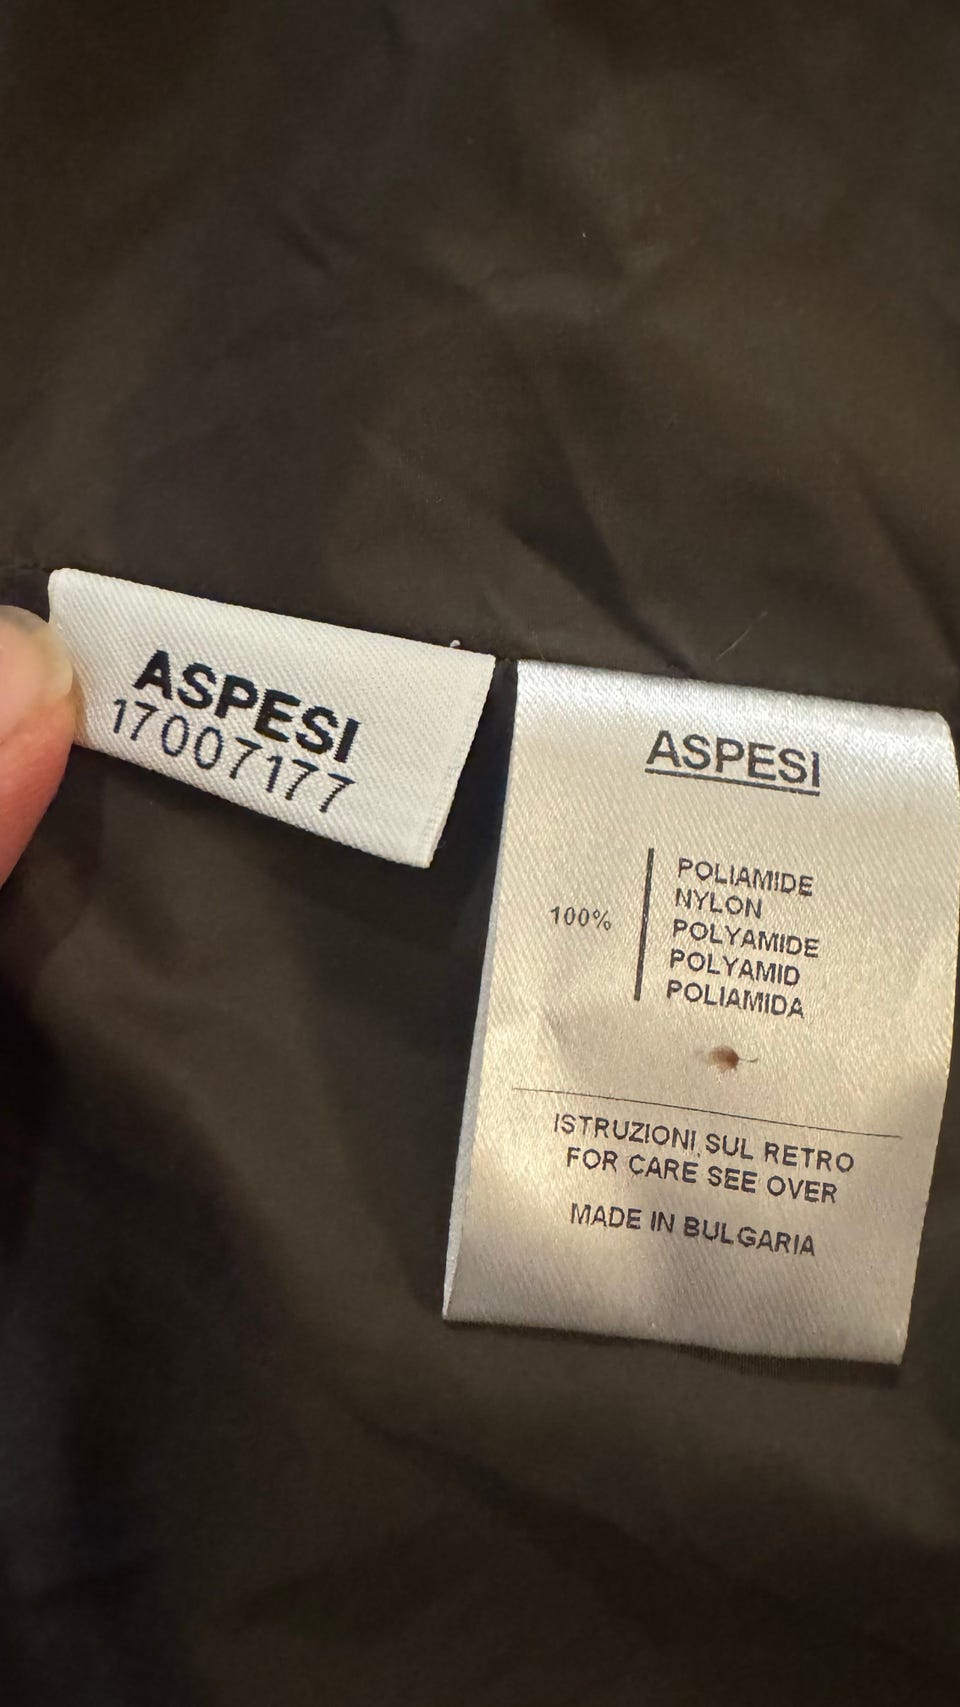 ASPESI
17007177
ASPESI
100%
POLIAMIDE
NYLON
POLYAMIDE
POLYAMID
POLIAMIDA
ISTRUZIONI SUL RETRO
FOR CARE SEE OVER
MADE IN BULGARIA